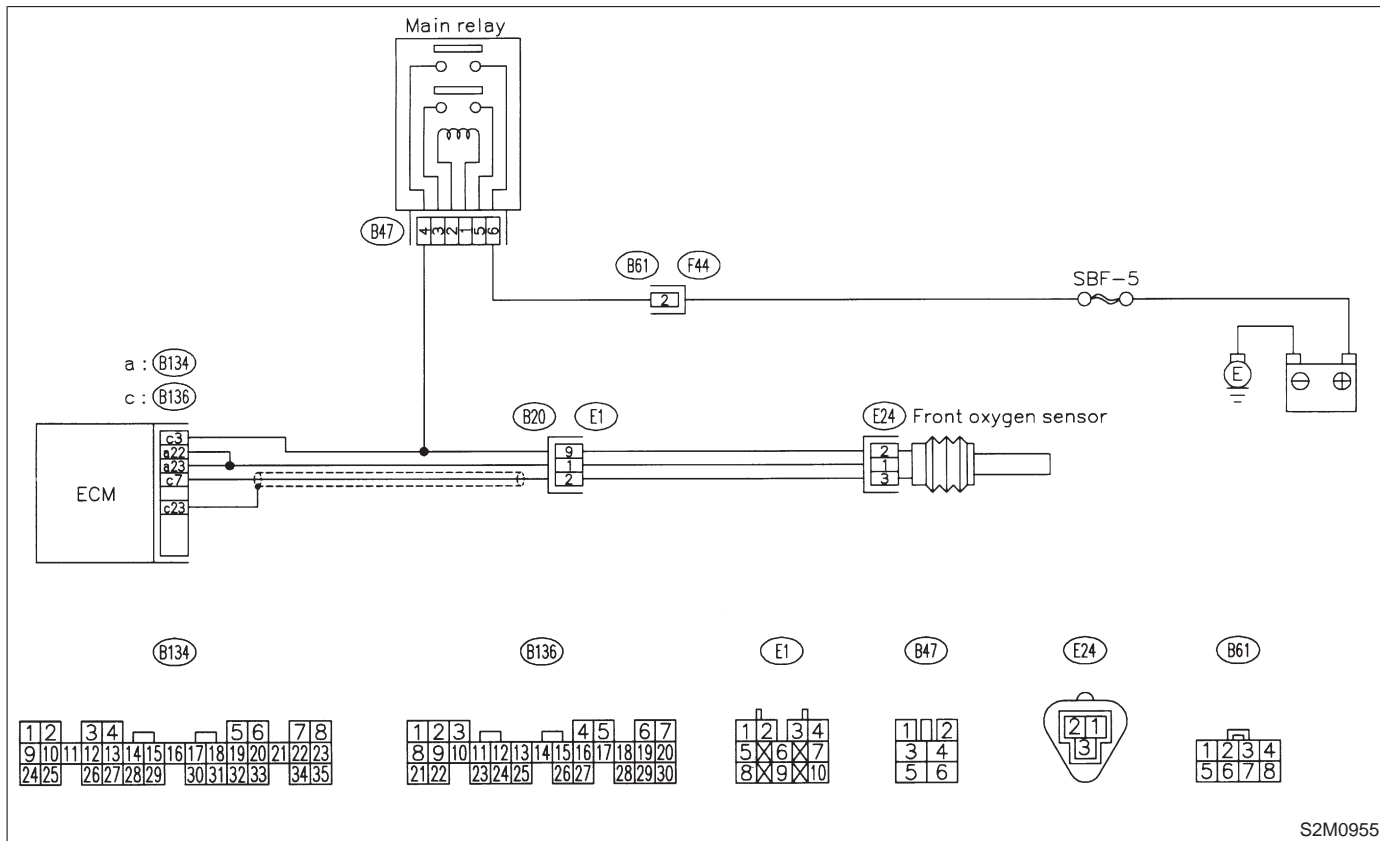 Main relay
B47
4 3 2 1 5 6
B61 F44
2
SBF-5
E
⊖ ⊕
a : B134
c : B136
B20 E1
E24 Front oxygen sensor
ECM
c3
a22
a23
c7
c23
9
1
2
2
1
3
B134
B136
E1
B47
E24
B61
1 2 3 4 5 6 7 8
9 10 11 12 13 14 15 16 17 18 19 20 21 22 23
24 25 26 27 28 29 30 31 32 33 34 35
1 2 3 4 5 6 7
8 9 10 11 12 13 14 15 16 17 18 19 20
21 22 23 24 25 26 27 28 29 30
1 2 3 4
5 6 7
8 9 10
1 2
3 4
5 6
2 1
3
1 2 3 4
5 6 7 8
S2M0955